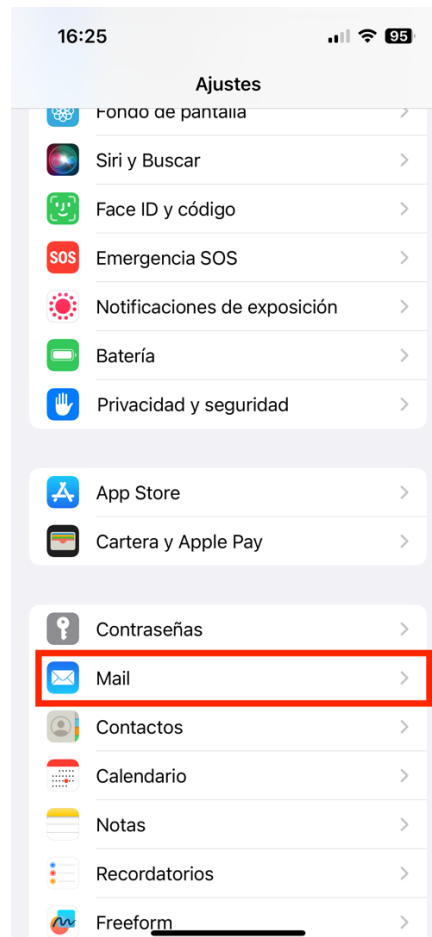 16:25
95
Ajustes
Fondo de pantalla
Siri y Buscar
Face ID y código
SOS
Emergencia SOS
Notificaciones de exposición
Batería
Privacidad y seguridad
App Store
Cartera y Apple Pay
Contraseñas
Mail
Contactos
Calendario
Notas
Recordatorios
Freeform